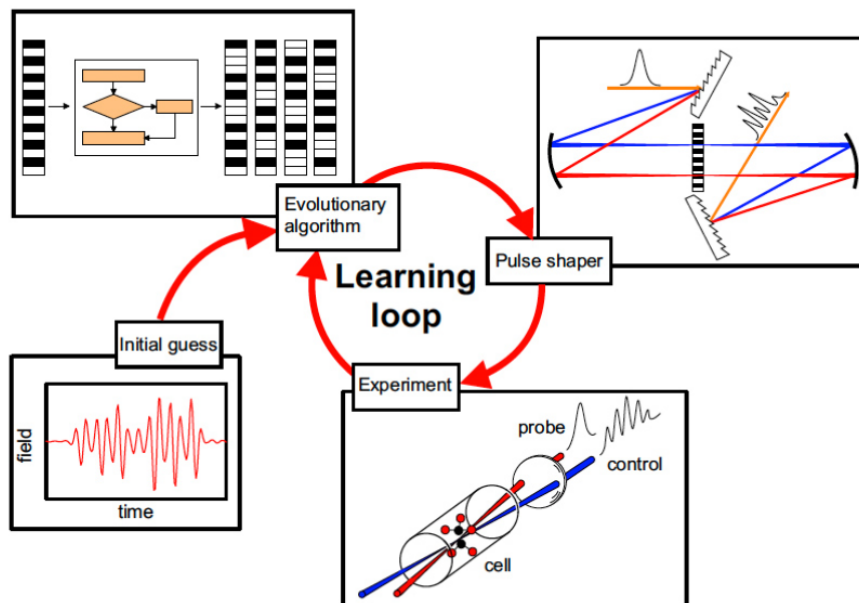 Evolutionary
algorithm
Pulse shaper
Learning
loop
Initial guess
Experiment
field
time
probe
control
cell